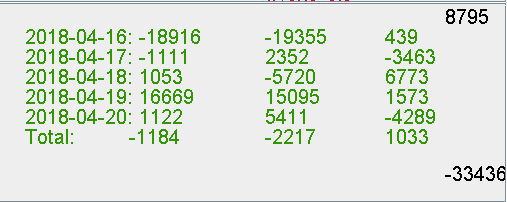 8795
2018-04-16: -18916 -19355 439
2018-04-17: -1111 2352 -3463
2018-04-18: 1053 -5720 6773
2018-04-19: 16669 15095 1573
2018-04-20: 1122 5411 -4289
Total: -1184 -2217 1033
-33436